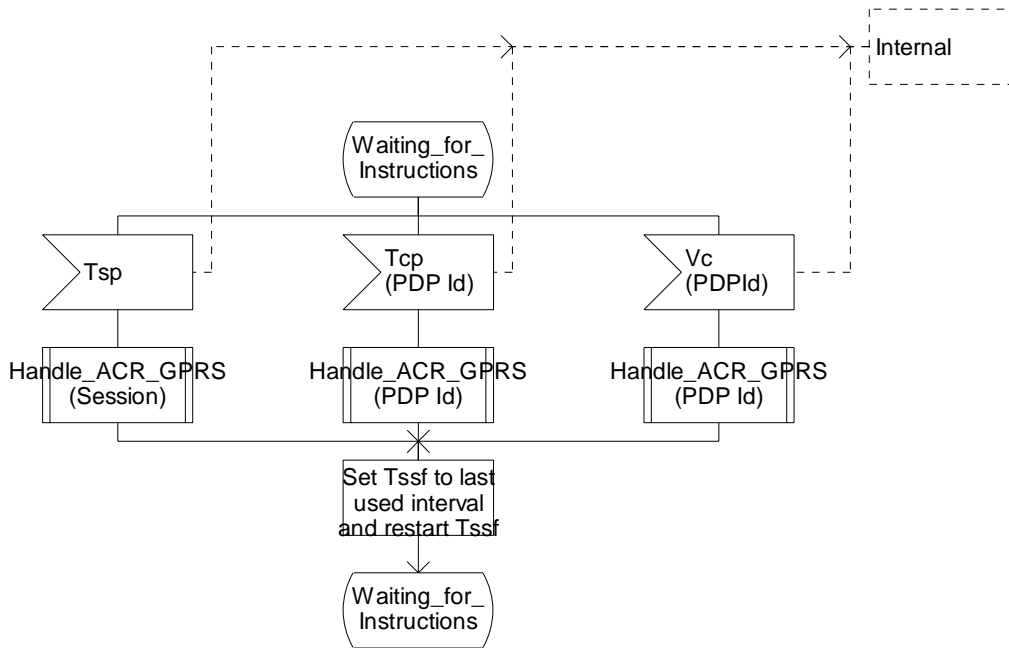 Internal
Waiting_for_
Instructions
Tsp
Tcp
(PDP Id)
Vc
(PDPId)
Handle_ACR_GPRS
(Session)
Handle_ACR_GPRS
(PDP Id)
Handle_ACR_GPRS
(PDP Id)
Set Tssf to last
used interval
and restart Tssf
Waiting_for_
Instructions